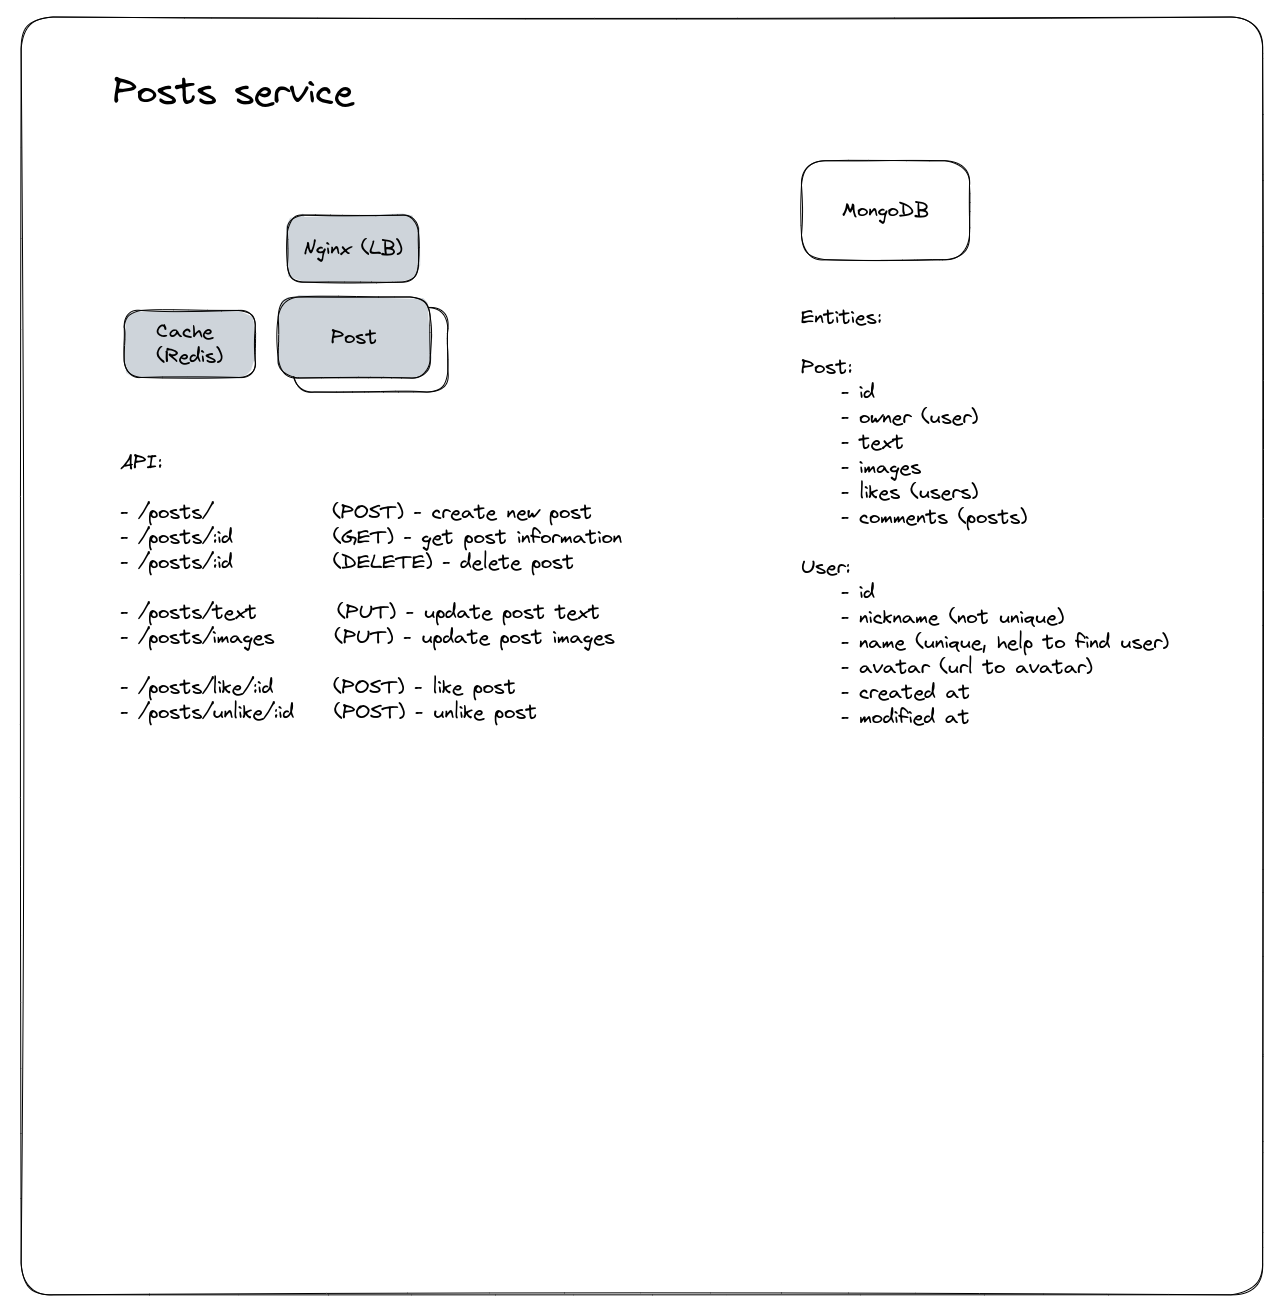 Posts service
Nginx (LB)
Cache
(Redis)
Post
API:
- /posts/ (POST) - create new post
- /posts/:id (GET) - get post information
- /posts/:id (DELETE) - delete post
- /posts/text (PUT) - update post text
- /posts/images (PUT) - update post images
- /posts/like/:id (POST) - like post
- /posts/unlike/:id (POST) - unlike post
MongoDB
Entities:
Post:
- id
- owner (user)
- text
- images
- likes (users)
- comments (posts)
User:
- id
- nickname (not unique)
- name (unique, help to find user)
- avatar (url to avatar)
- created at
- modified at